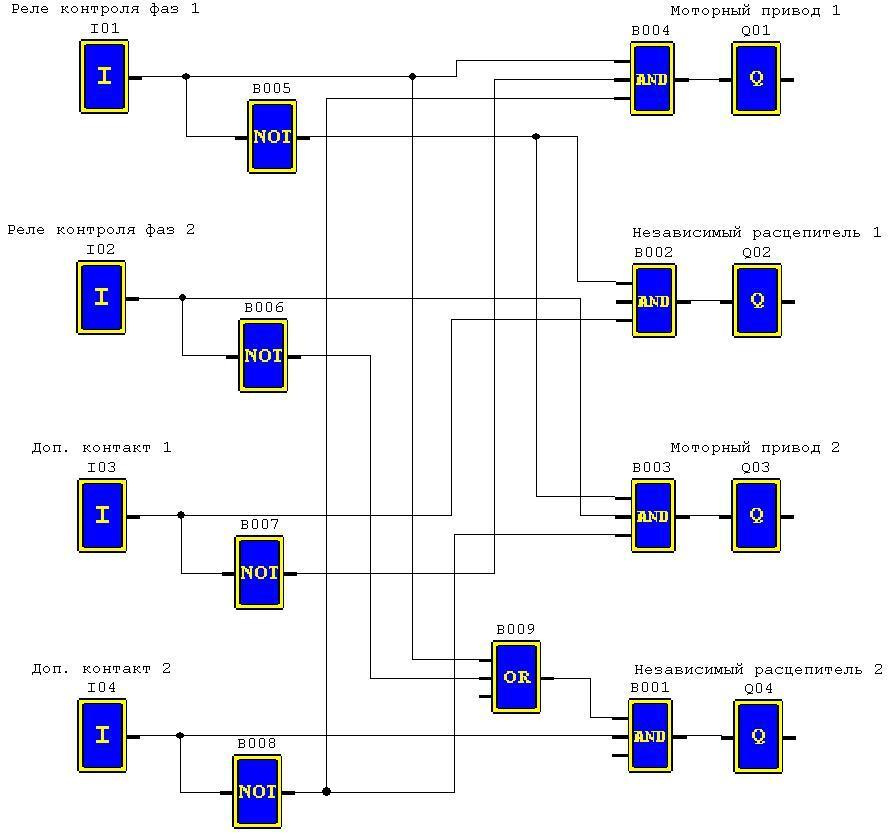 Реле контроля фаз 1
Моторный привод 1
I01
B004
Q01
I
AND
Q
B005
NOT
Реле контроля фаз 2
Независимый расцепитель 1
I02
B002
Q02
I
AND
Q
B006
NOT
Доп. контакт 1
Моторный привод 2
I03
B003
Q03
I
AND
Q
B007
NOT
B009
OR
Доп. контакт 2
Независимый расцепитель 2
I04
B001
Q04
I
AND
Q
B008
NOT